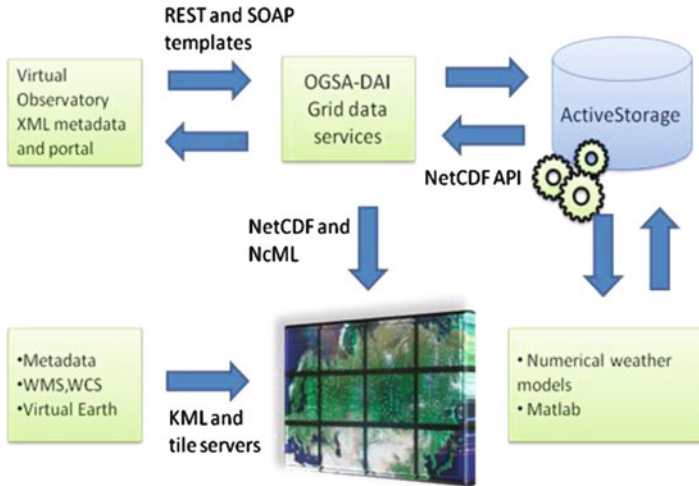 REST and SOAP
templates
Virtual
Observatory
XML metadata
and portal
OGSA-DAI
Grid data
services
ActiveStorage
NetCDF API
NetCDF and
NcML
•Metadata
•WMS,WCS
•Virtual Earth
KML and
tile servers
• Numerical weather
models
• Matlab